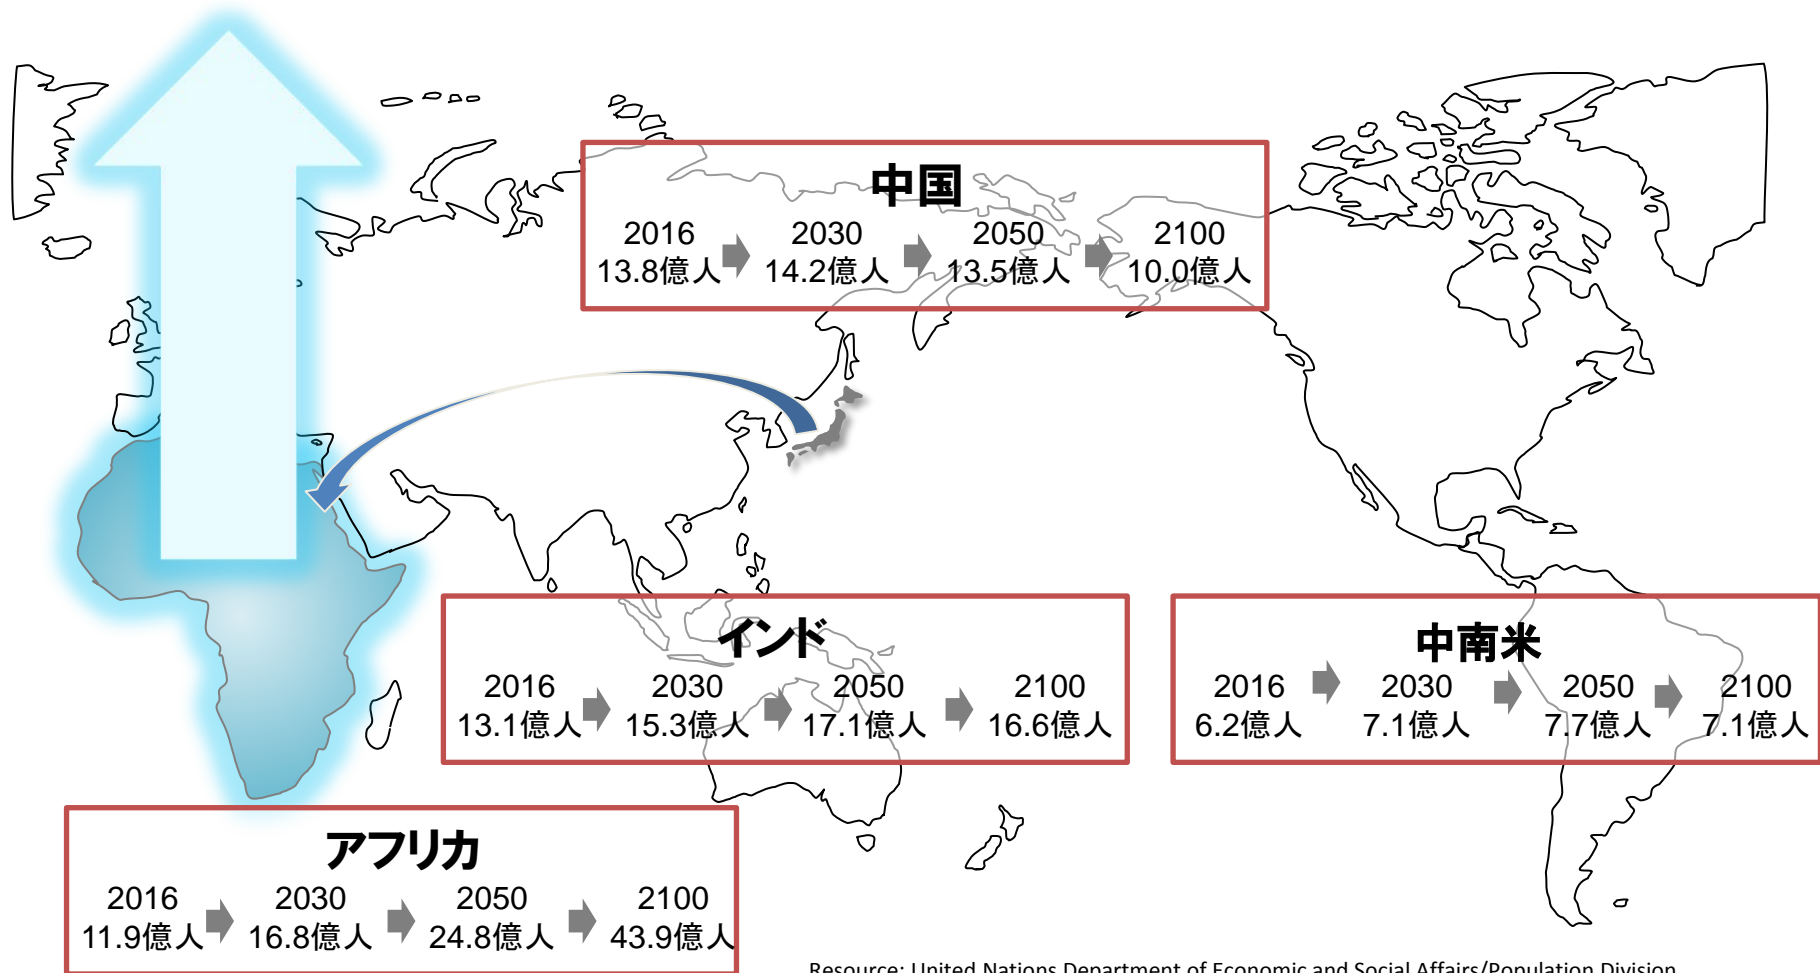 中国
2016 2030 2050 2100
13.8億人 14.2億人 13.5億人 10.0億人
インド
2016 2030 2050 2100
13.1億人 15.3億人 17.1億人 16.6億人
中南米
2016 2030 2050 2100
6.2億人 7.1億人 7.7億人 7.1億人
アフリカ
2016 2030 2050 2100
11.9億人 16.8億人 24.8億人 43.9億人
Resource: United Nations Department of Economic and Social Affairs/Population Division